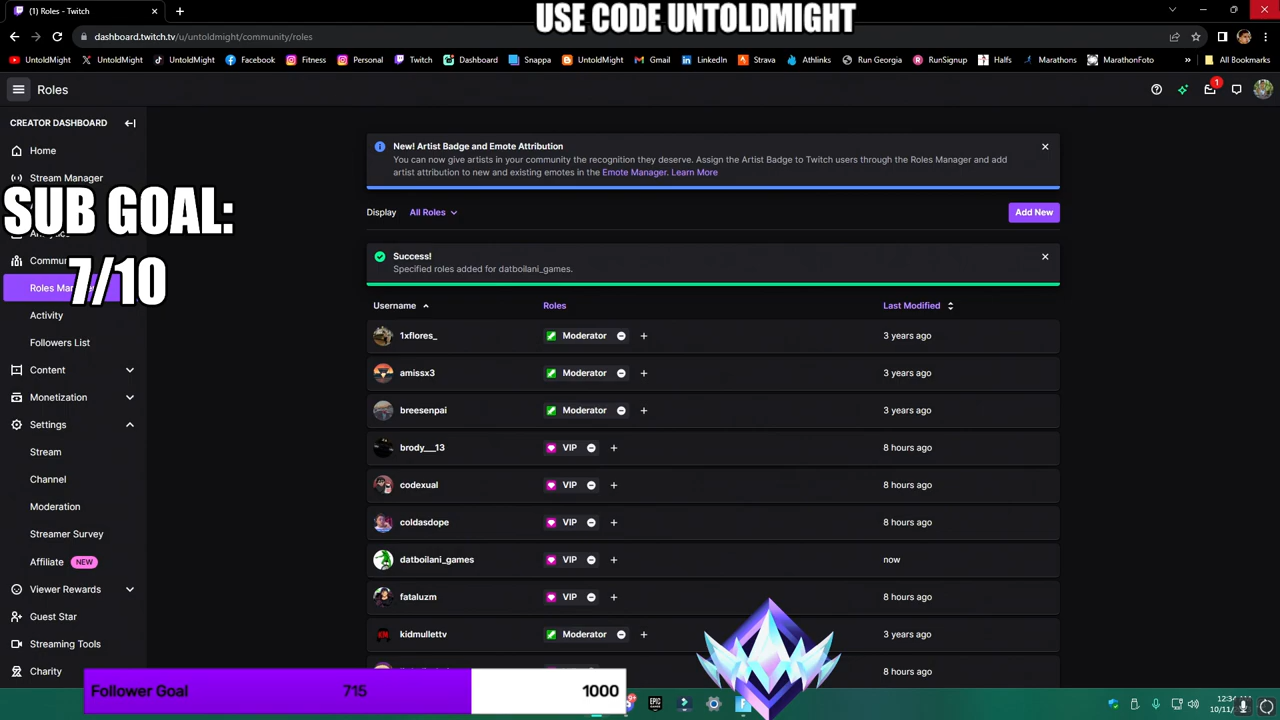 (1) Roles - Twitch
USE CODE UNTOLDMIGHT
dashboard.twitch.tv/u/untoldmight/community/roles
UntoldMight UntoldMight UntoldMight Facebook Fitness Personal Twitch Dashboard Snappa UntoldMight Gmail LinkedIn Strava Athlinks Run Georgia RunSignup Halfs Marathons MarathonFoto » All Bookmarks
Roles
1
CREATOR DASHBOARD
Home
Stream Manager
SUB GOAL:
7/10
Roles
Activity
Followers List
Content
Monetization
Settings
Stream
Channel
Moderation
Streamer Survey
Affiliate NEW
Viewer Rewards
Guest Star
Streaming Tools
Charity
New! Artist Badge and Emote Attribution
You can now give artists in your community the recognition they deserve. Assign the Artist Badge to Twitch users through the Roles Manager and add
artist attribution to new and existing emotes in the Emote Manager. Learn More
Display All Roles
Add New
Success!
Specified roles added for datboilani_games.
Username Roles Last Modified
1xflores_ Moderator 3 years ago
amissx3 Moderator 3 years ago
breesenpai Moderator 3 years ago
brody__13 VIP 8 hours ago
codexual VIP 8 hours ago
coldasdope VIP 8 hours ago
datboilani_games VIP now
fataluzm VIP 8 hours ago
kidmullettv Moderator 3 years ago
VIP 8 hours ago
Follower Goal 715 1000
EPIC
12:34
10/11/